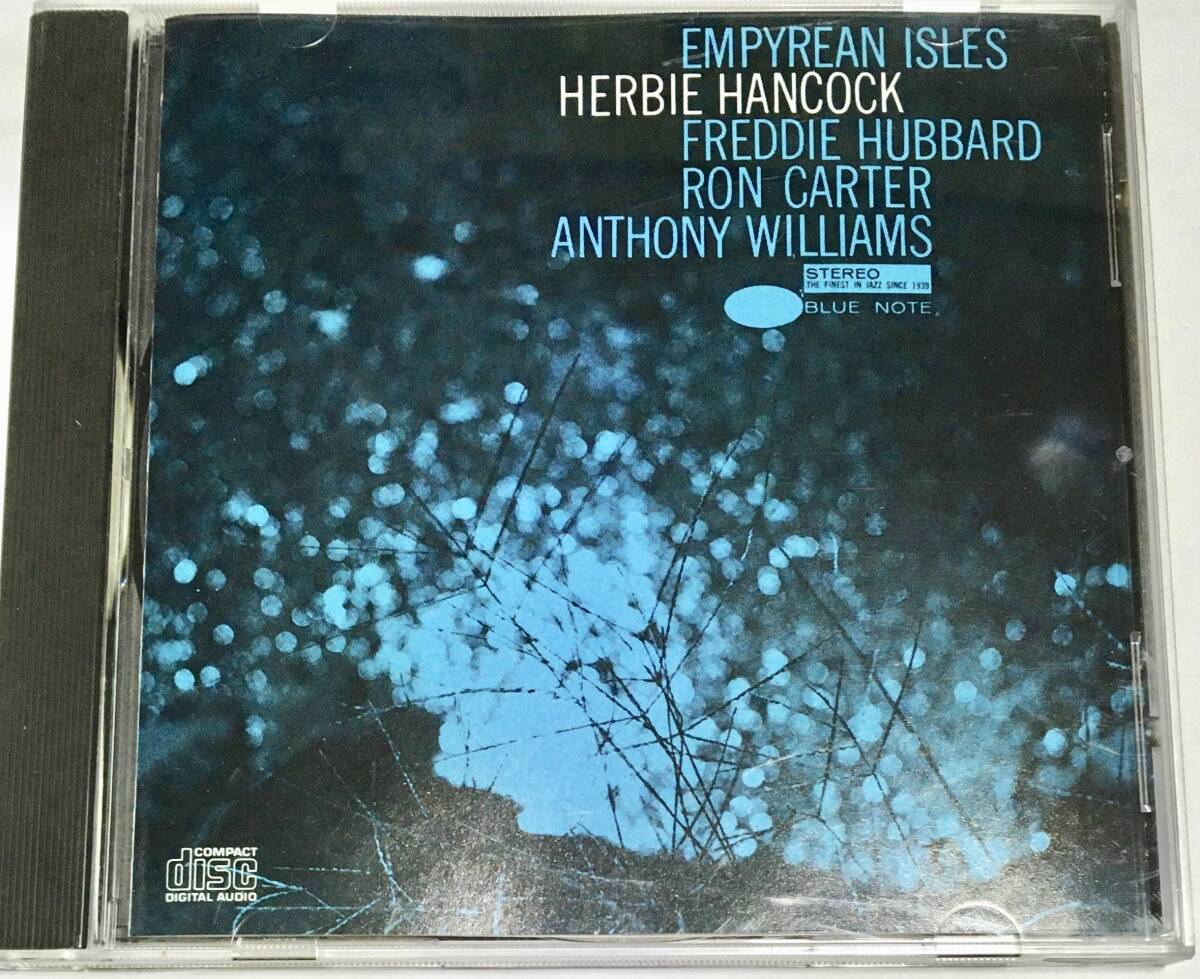 EMPYREAN ISLES
HERBIE HANCOCK
FREDDIE HUBBARD
RON CARTER
ANTHONY WILLIAMS
STEREO
THE FINEST IN JAZZ SINCE 1939
BLUE NOTE
COMPACT
disc
DIGITAL AUDIO